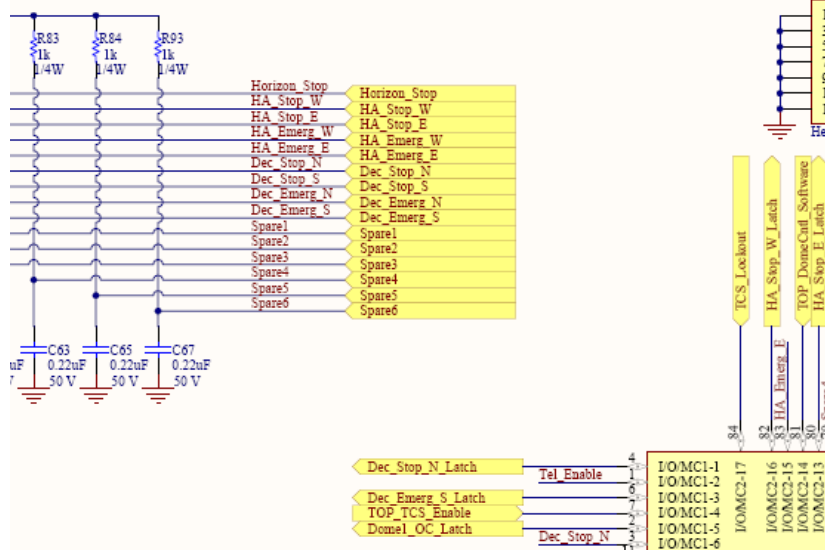 R83
1k
1/4W
R84
1k
1/4W
R93
1k
1/4W
Horizon_Stop
HA_Stop_W
HA_Stop_E
HA_Emerg_W
HA_Emerg_E
Dec_Stop_N
Dec_Stop_S
Dec_Emerg_N
Dec_Emerg_S
Spare1
Spare2
Spare3
Spare4
Spare5
Spare6
Horizon_Stop
HA_Stop_W
HA_Stop_E
HA_Emerg_W
HA_Emerg_E
Dec_Stop_N
Dec_Stop_S
Dec_Emerg_N
Dec_Emerg_S
Spare1
Spare2
Spare3
Spare4
Spare5
Spare6
He
uF
C63
0.22uF
50 V
C65
0.22uF
50 V
C67
0.22uF
50 V
TCS_Lockout
HA_Stop_W_Latch
TOP_DomeCntl_Software
HA_Stop_E_Latch
HA_Emerg_E
84
82
83
81
80
Dec_Stop_N_Latch
Tel_Enable
Dec_Emerg_S_Latch
TOP_TCS_Enable
Dome1_OC_Latch
Dec_Stop_N
4
1
6
3
I/O/MC1-1
I/O/MC1-2
I/O/MC1-3
I/O/MC1-4
I/O/MC1-5
I/O/MC1-6
I/O/MC2-17
I/O/MC2-16
I/O/MC2-15
I/O/MC2-14
I/O/MC2-13